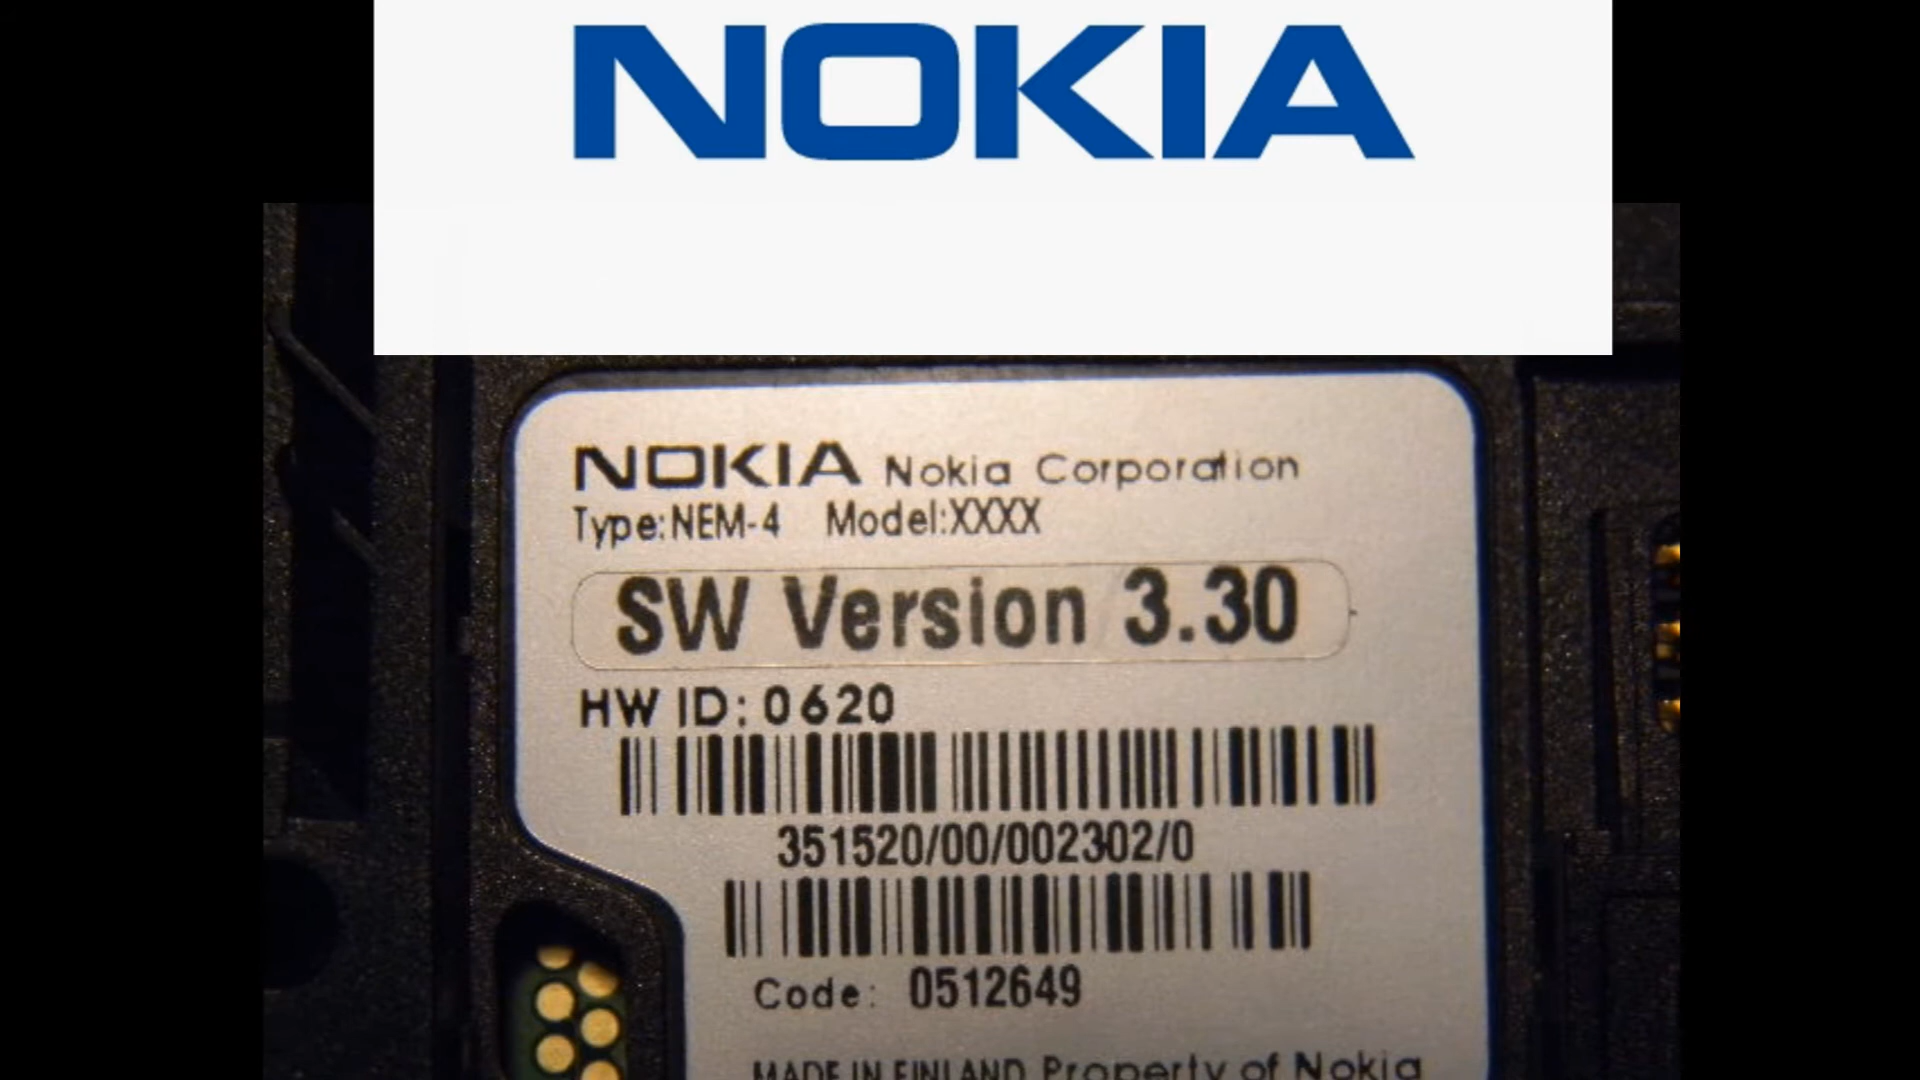 NOKIA
NOKIA Nokia Corporation
Type:NEM-4 Model:XXXX
SW Version 3.30
HW ID: 0620
351520/00/002302/0
Code: 0512649
MADE IN FINLAND Property of Nokia